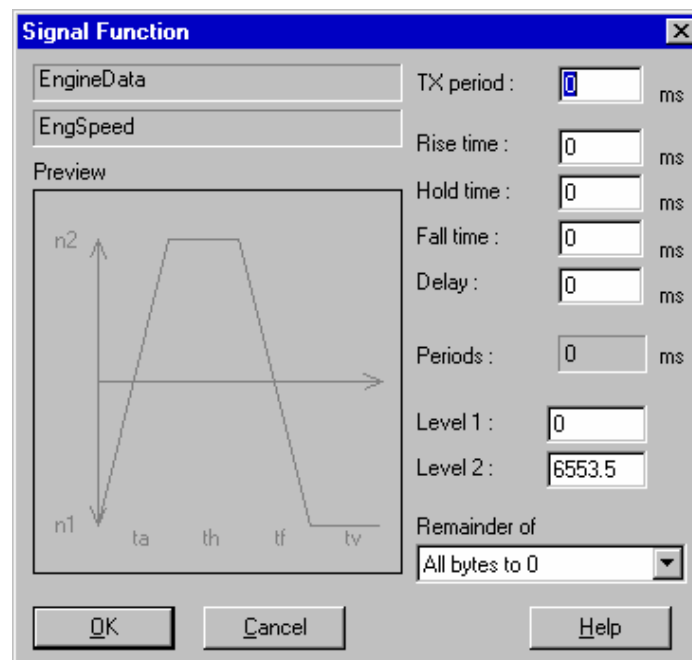 Signal Function
EngineData
EngSpeed
Preview
n2
n1
ta th tf tv
TX period : 0 ms
Rise time : 0 ms
Hold time : 0 ms
Fall time : 0 ms
Delay : 0 ms
Periods : 0 ms
Level 1 : 0
Level 2 : 6553.5
Remainder of
All bytes to 0
OK Cancel Help